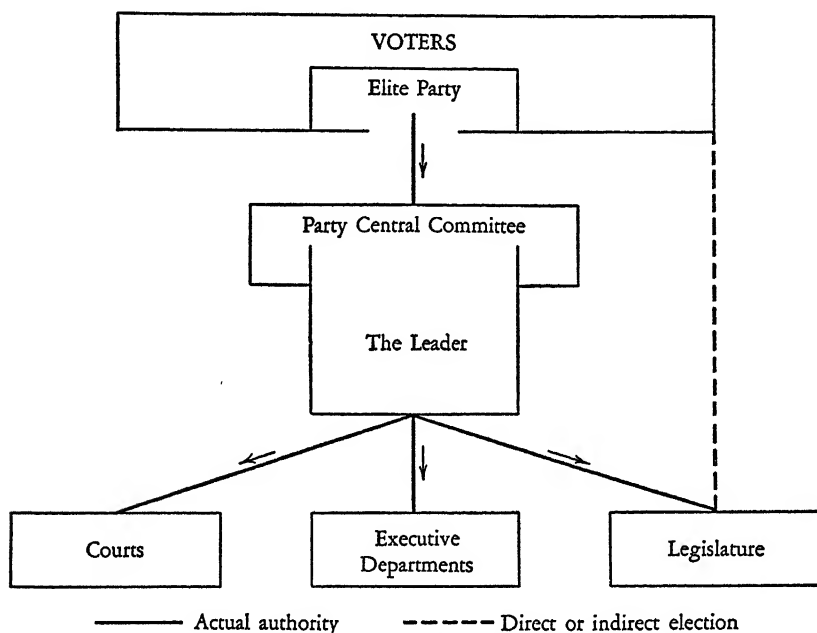 VOTERS
Elite Party
Party Central Committee
The Leader
Courts
Executive
Departments
Legislature
Actual authority
Direct or indirect election